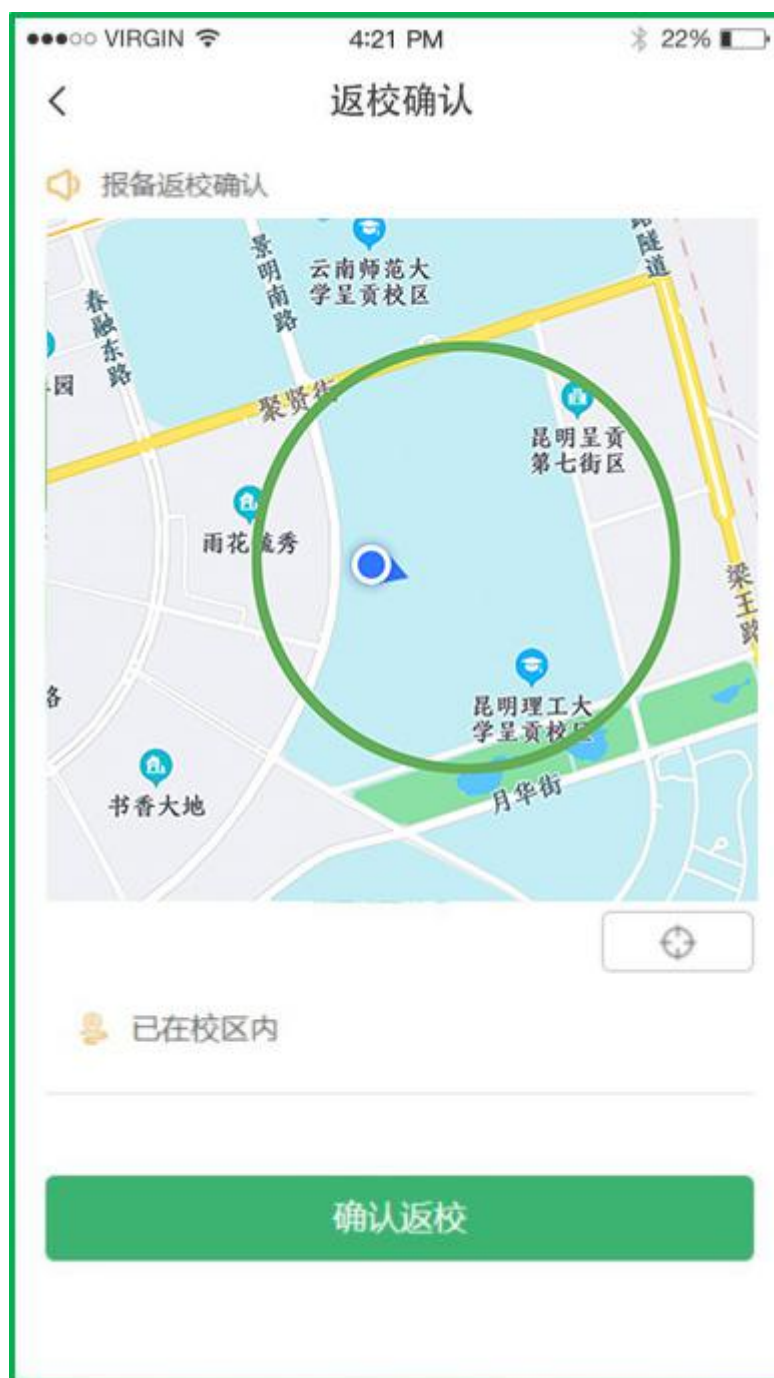 VIRGIN
4:21 PM
22%
返校确认
报备返校确认
景明南路
云南师范大
学呈贡校区
隧道
春融东路
园
聚贤街
昆明呈贡
第七街区
雨花毓秀
梁王路
昆明理工大
学呈贡校区
书香大地
月华街
已在校区内
确认返校